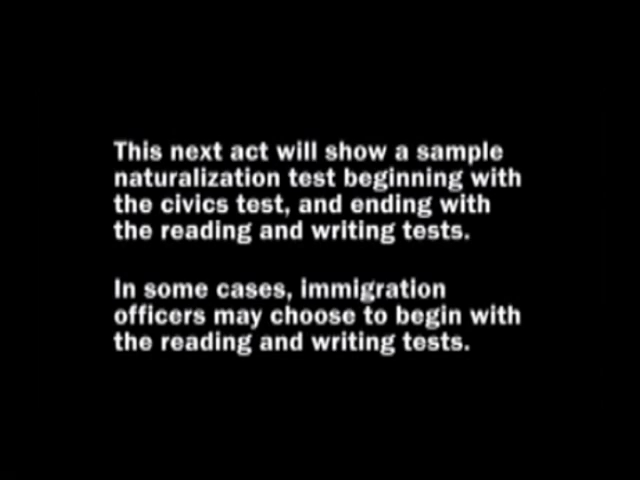 This next act will show a sample
naturalization test beginning with
the civics test, and ending with
the reading and writing tests.
In some cases, immigration
officers may choose to begin with
the reading and writing tests.